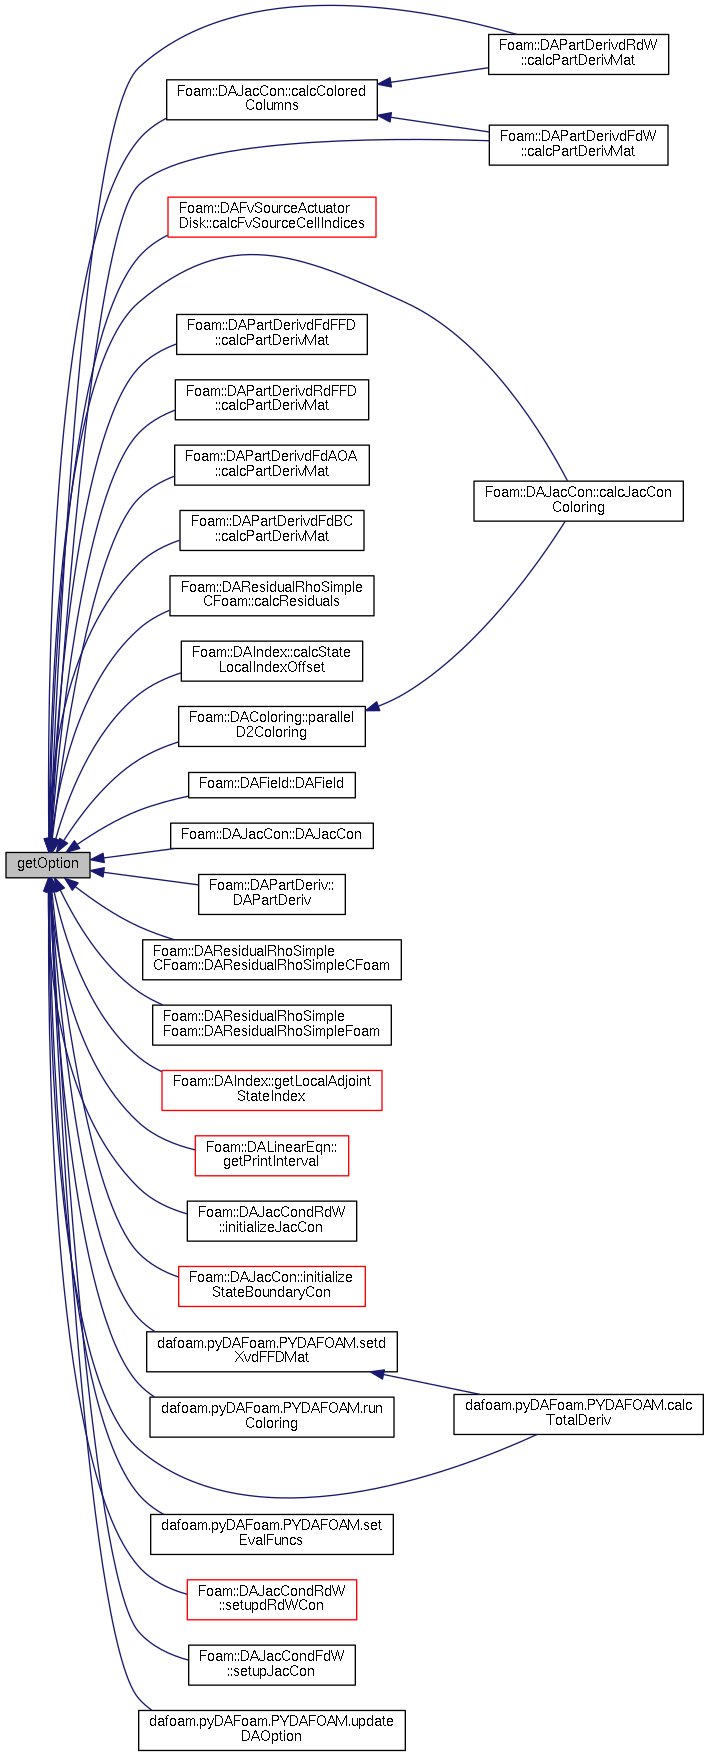 Foam::DAPartDerivdRdW
::calcPartDerivMat
Foam::DAJacCon::calcColored
Columns
Foam::DAPartDerivdFdW
::calcPartDerivMat
Foam::DAFvSourceActuator
Disk::calcFvSourceCellIndices
Foam::DAPartDerivdFdFFD
::calcPartDerivMat
Foam::DAPartDerivdRdFFD
::calcPartDerivMat
Foam::DAPartDerivdFdAOA
::calcPartDerivMat
Foam::DAJacCon::calcJacCon
Coloring
Foam::DAPartDerivdFdBC
::calcPartDerivMat
Foam::DAResidualRhoSimple
CFoam::calcResiduals
Foam::DAIndex::calcState
LocalIndexOffset
Foam::DAColoring::parallel
D2Coloring
Foam::DAField::DAField
Foam::DAJacCon::DAJacCon
getOption
Foam::DAPartDeriv::
DAPartDeriv
Foam::DAResidualRhoSimple
CFoam::DAResidualRhoSimpleCFoam
Foam::DAResidualRhoSimple
Foam::DAResidualRhoSimpleFoam
Foam::DAIndex::getLocalAdjoint
StateIndex
Foam::DALinearEqn::
getPrintInterval
Foam::DAJacCondRdW
::initializeJacCon
Foam::DAJacCon::initialize
StateBoundaryCon
dafoam.pyDAFoam.PYDAFOAM.setd
XvdFFDMat
dafoam.pyDAFoam.PYDAFOAM.run
Coloring
dafoam.pyDAFoam.PYDAFOAM.calc
TotalDeriv
dafoam.pyDAFoam.PYDAFOAM.set
EvalFuncs
Foam::DAJacCondRdW
::setupdRdWCon
Foam::DAJacCondFdW
::setupJacCon
dafoam.pyDAFoam.PYDAFOAM.update
DAOption